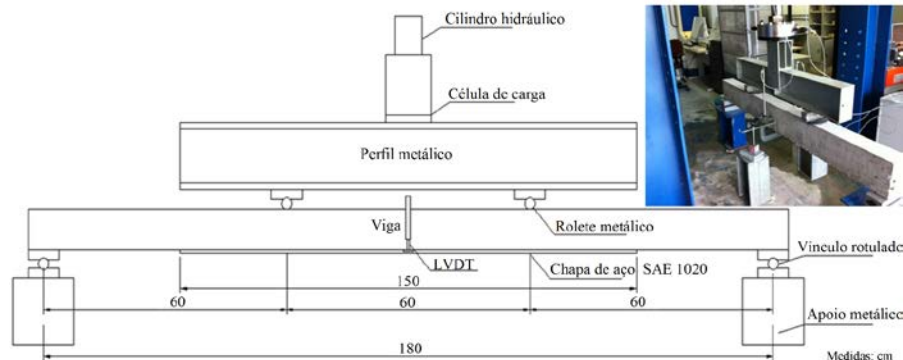 Cilindro hidráulico
Célula de carga
Perfil metálico
Viga
Rolete metálico
Vínculo rotulado
LVDT
Chapa de aço SAE 1020
150
60
60
60
Apoio metálico
180
Medidas: cm